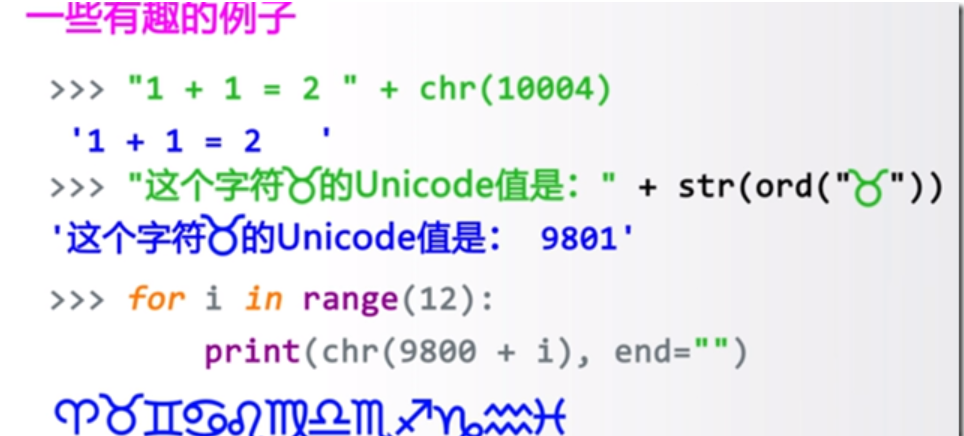 一些有趣的例子
>>> "1 + 1 = 2 " + chr(10004)
'1 + 1 = 2   '
>>> "这个字符♉的Unicode值是：" + str(ord("♉"))
'这个字符♉的Unicode值是： 9801'
>>> for i in range(12):
        print(chr(9800 + i), end="")
♈♉♊♋♌♍♎♏♐♑♒♓